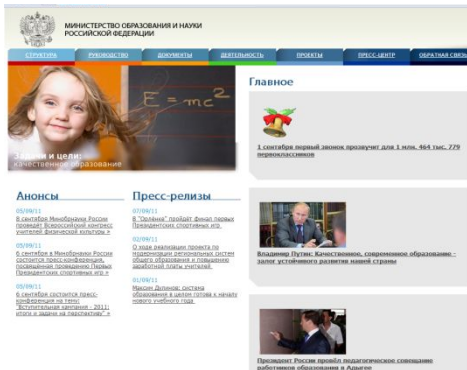 МИНИСТЕРСТВО ОБРАЗОВАНИЯ И НАУКИ
РОССИЙСКОЙ ФЕДЕРАЦИИ
СТРУКТУРА РУКОВОДСТВО ДОКУМЕНТЫ ДЕЯТЕЛЬНОСТЬ ПРОЕКТЫ ПРЕСС-ЦЕНТР ОБРАТНАЯ СВЯЗЬ
E = mc²
Задачи и цели:
качественное образование
Главное
1 сентября первый звонок прозвучит для 1 млн. 464 тыс. 779
первоклассников
Владимир Путин: Качественное, современное образование -
залог устойчивого развития нашей страны
Президент России провёл педагогическое совещание
работников образования в Адыгее
Анонсы
05/09/11
8 сентября Минобрнауки России
проведёт Всероссийский конгресс
учителей физической культуры »
05/09/11
6 сентября в Минобрнауки России
состоится пресс-конференция,
посвящённая проведению Первых
Президентских спортивных игр »
05/09/11
6 сентября состоится пресс-
конференция на тему:
"Вступительная кампания - 2011:
итоги и задачи на перспективу" »
Пресс-релизы
07/09/11
В "Орлёнке" пройдёт финал первых
Президентских спортивных игр
02/09/11
О ходе реализации проекта по
модернизации региональных систем
общего образования и повышению
заработной платы учителей
01/09/11
Максим Дулинов: система
образования в целом готова к началу
нового учебного года